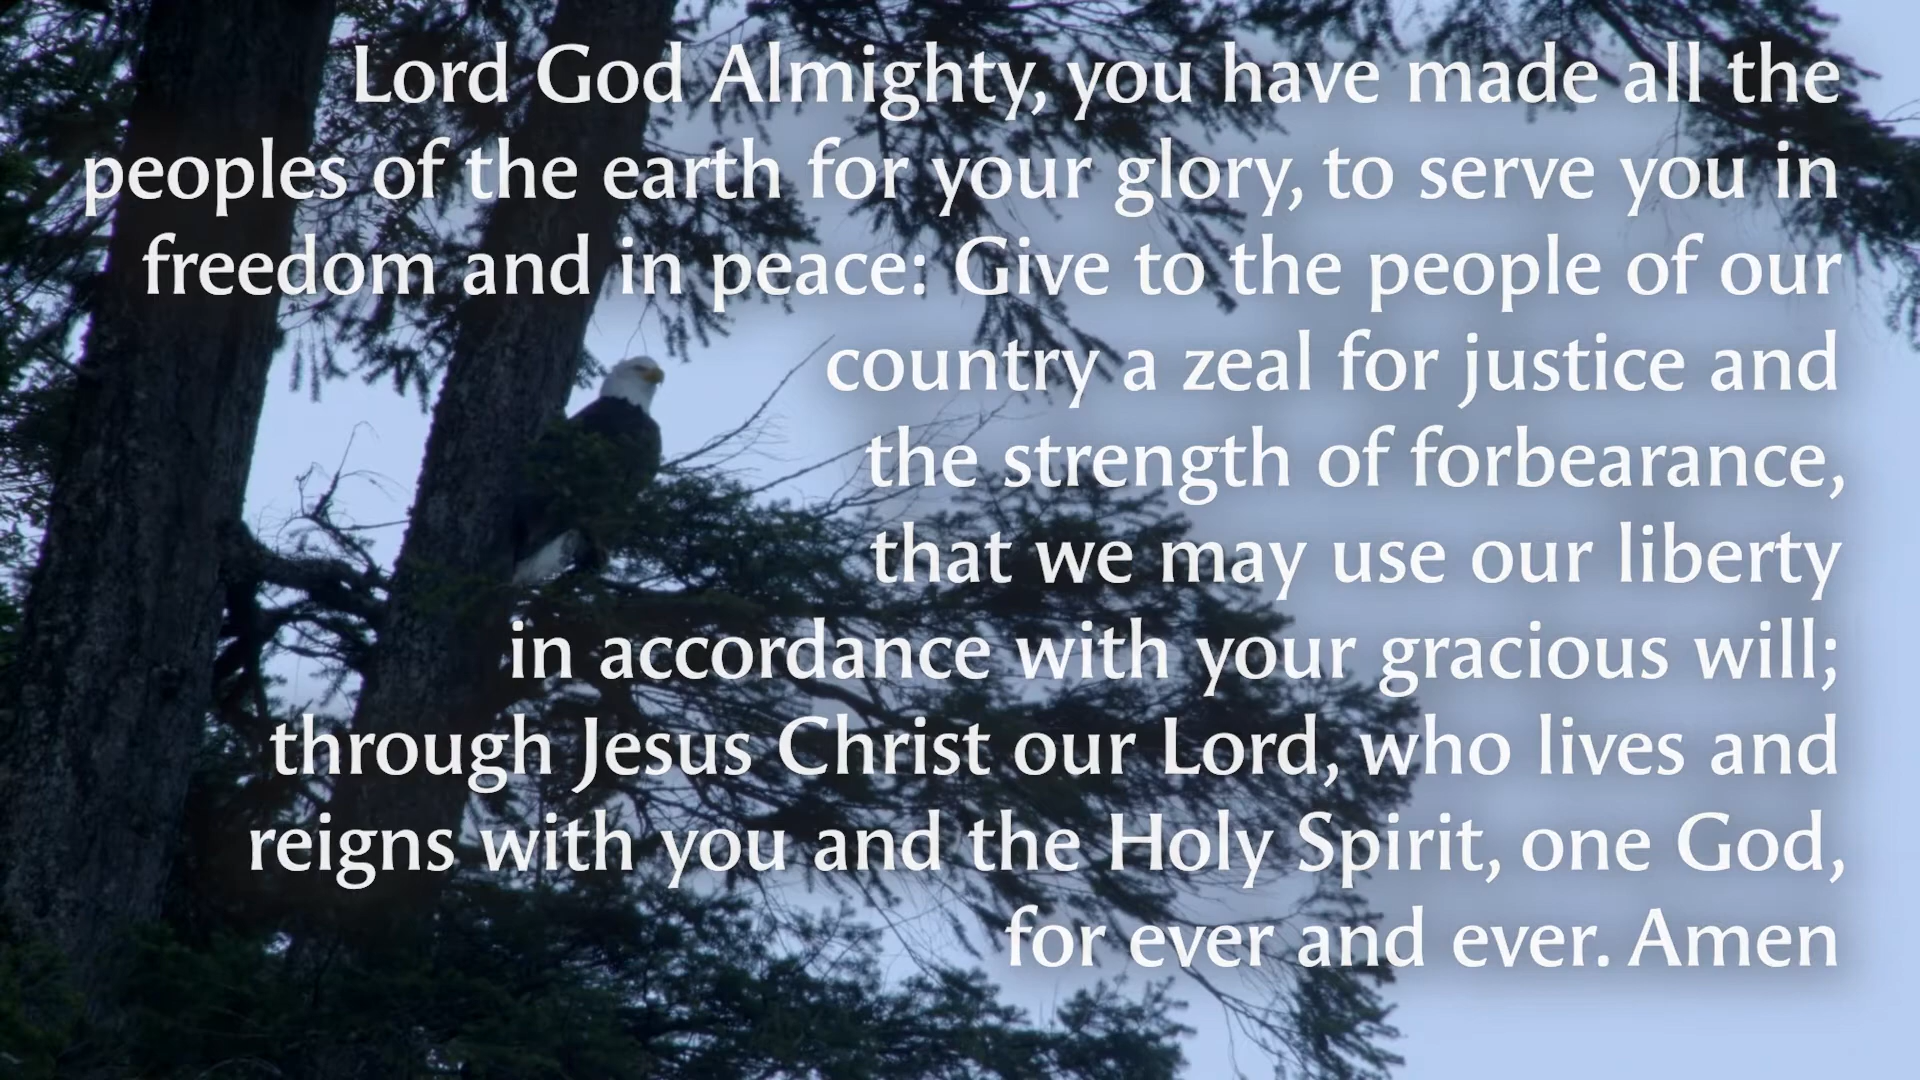 Lord God Almighty, you have made all the
peoples of the earth for your glory, to serve you in
freedom and in peace: Give to the people of our
country a zeal for justice and
the strength of forbearance,
that we may use our liberty
in accordance with your gracious will;
through Jesus Christ our Lord, who lives and
reigns with you and the Holy Spirit, one God,
for ever and ever. Amen